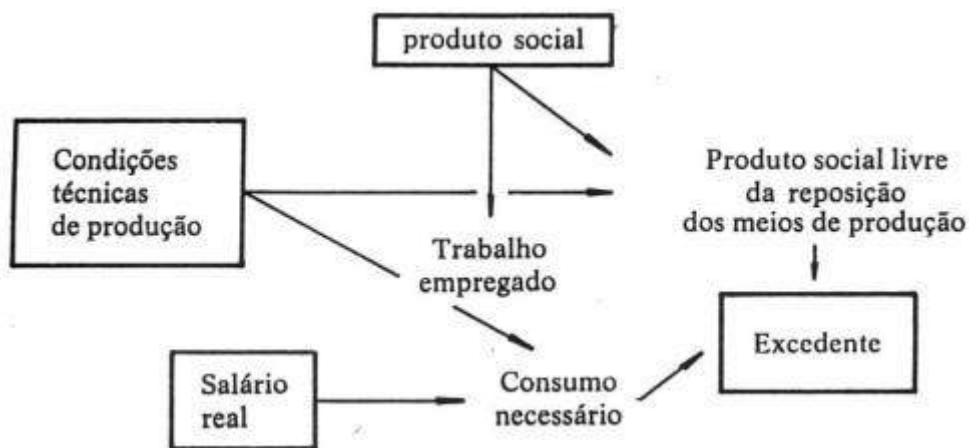 produto social
Condições
técnicas
de produção
Produto social livre
da reposição
dos meios de produção
Trabalho
empregado
Excedente
Salário
real
Consumo
necessário